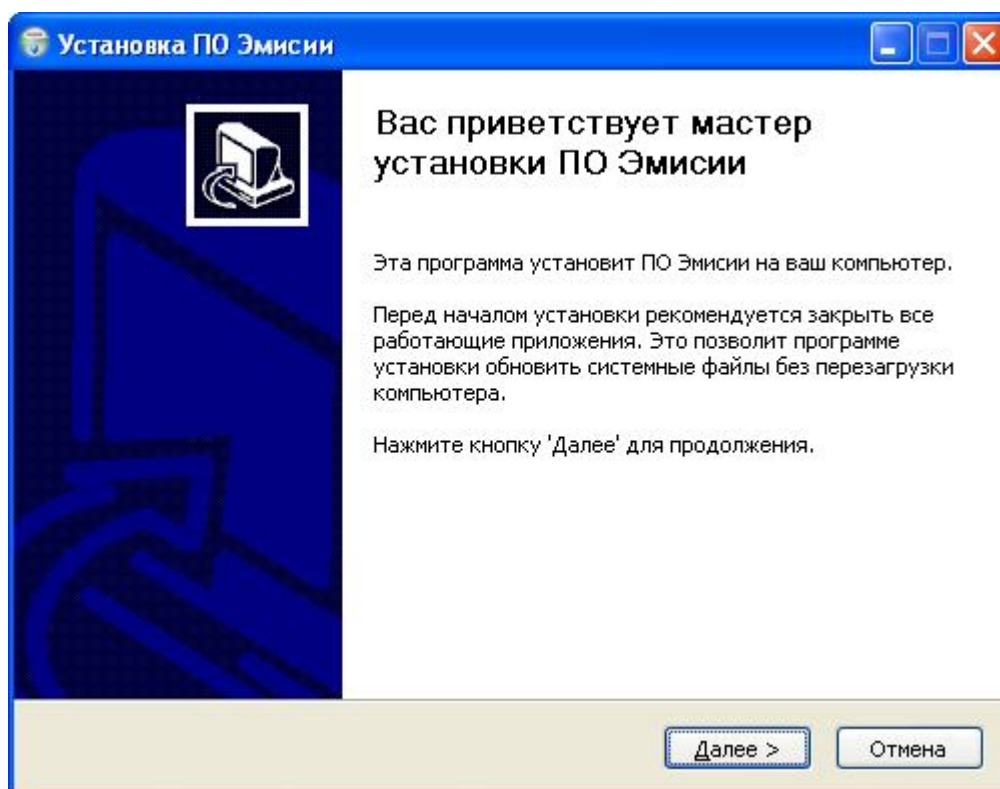 Установка ПО Эмисии
Вас приветствует мастер
установки ПО Эмисии
Эта программа установит ПО Эмисии на ваш компьютер.
Перед началом установки рекомендуется закрыть все
работающие приложения. Это позволит программе
установки обновить системные файлы без перезагрузки
компьютера.
Нажмите кнопку 'Далее' для продолжения.
Далее >
Отмена